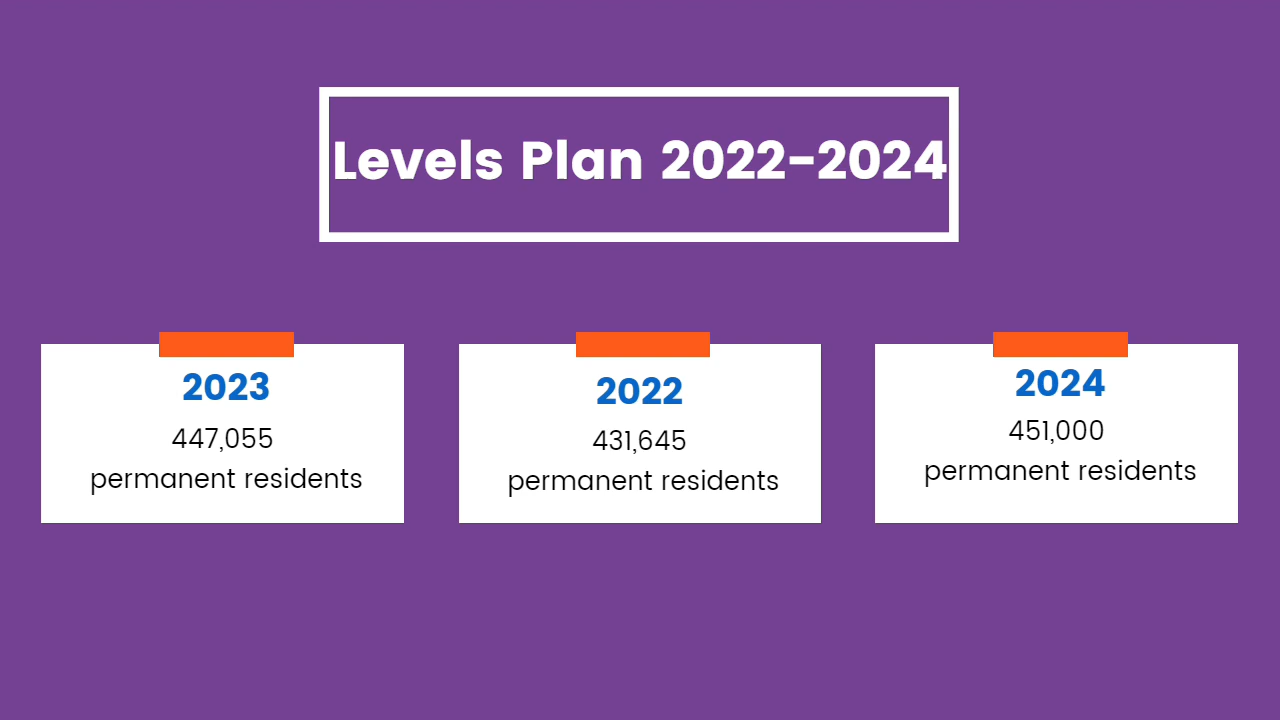 Levels Plan 2022-2024
2023
447,055
permanent residents
2022
431,645
permanent residents
2024
451,000
permanent residents